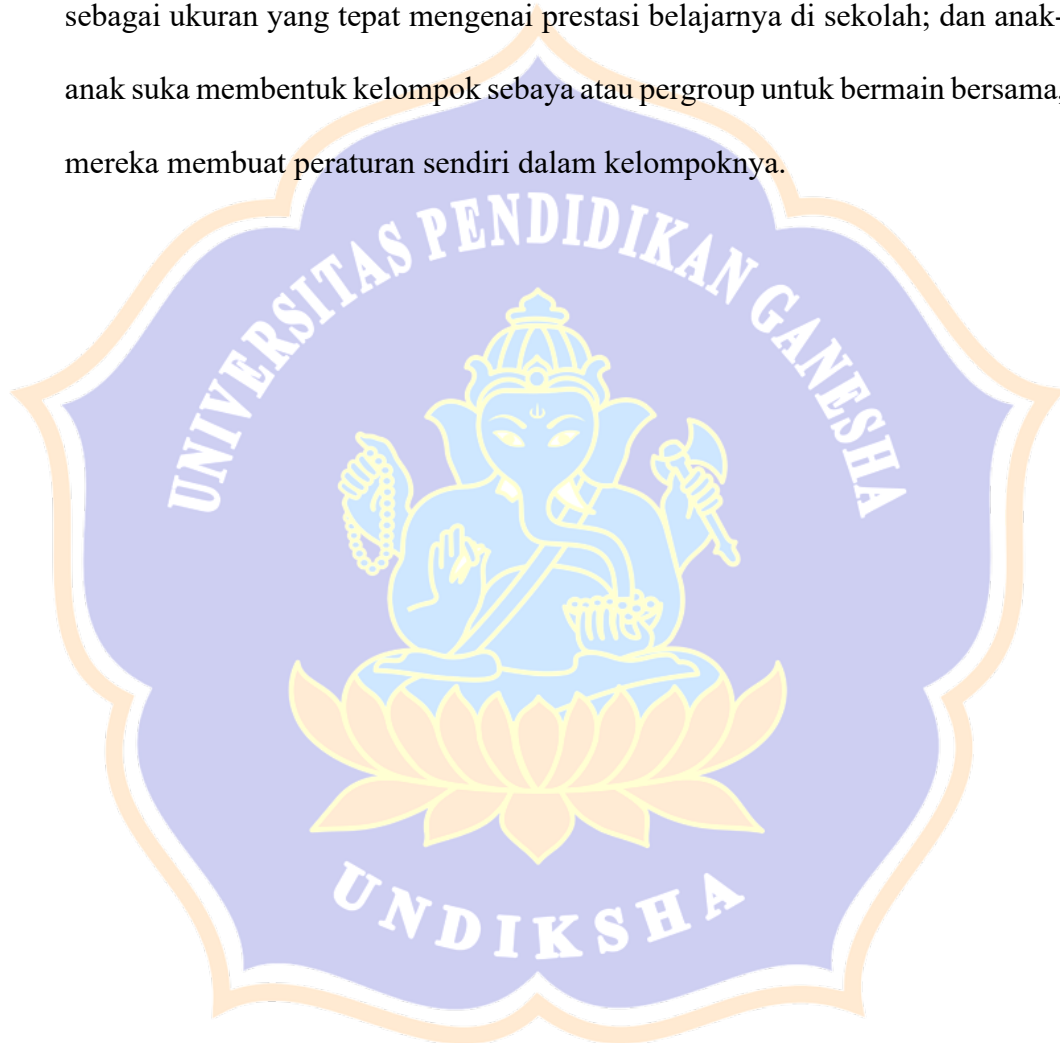 sebagai ukuran yang tepat mengenai prestasi belajarnya di sekolah; dan anak-
anak suka membentuk kelompok sebaya atau pergroup untuk bermain bersama,
mereka membuat peraturan sendiri dalam kelompoknya.
UNIVERSITAS PENDIDIKAN GANESHA
UNDIKSHA